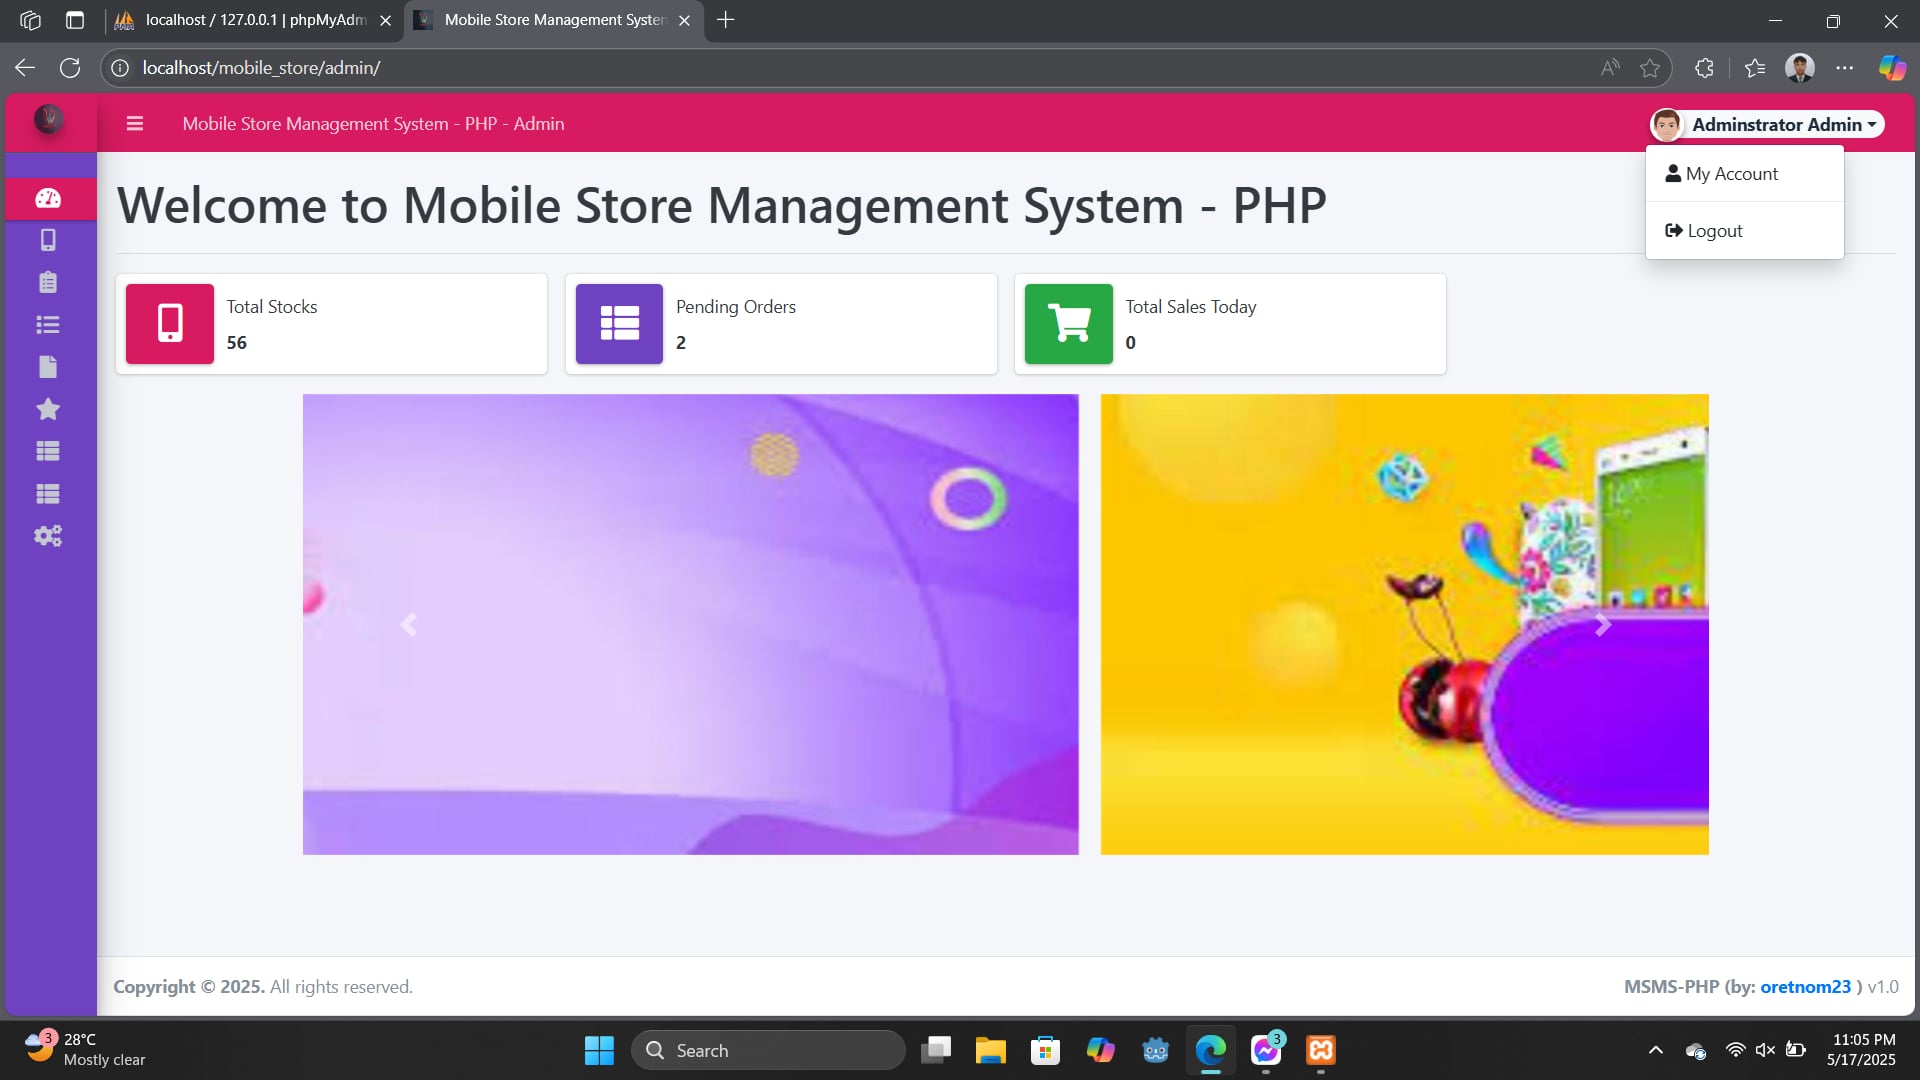 localhost / 127.0.0.1 | phpMyAdm
Mobile Store Management System
localhost/mobile_store/admin/
Mobile Store Management System - PHP - Admin
Adminstrator Admin
My Account
Logout
Welcome to Mobile Store Management System - PHP
Total Stocks
56
Pending Orders
2
Total Sales Today
0
Copyright © 2025. All rights reserved.
MSMS-PHP (by: oretnom23 ) v1.0
3
28°C
Mostly clear
Search
3
11:05 PM
5/17/2025